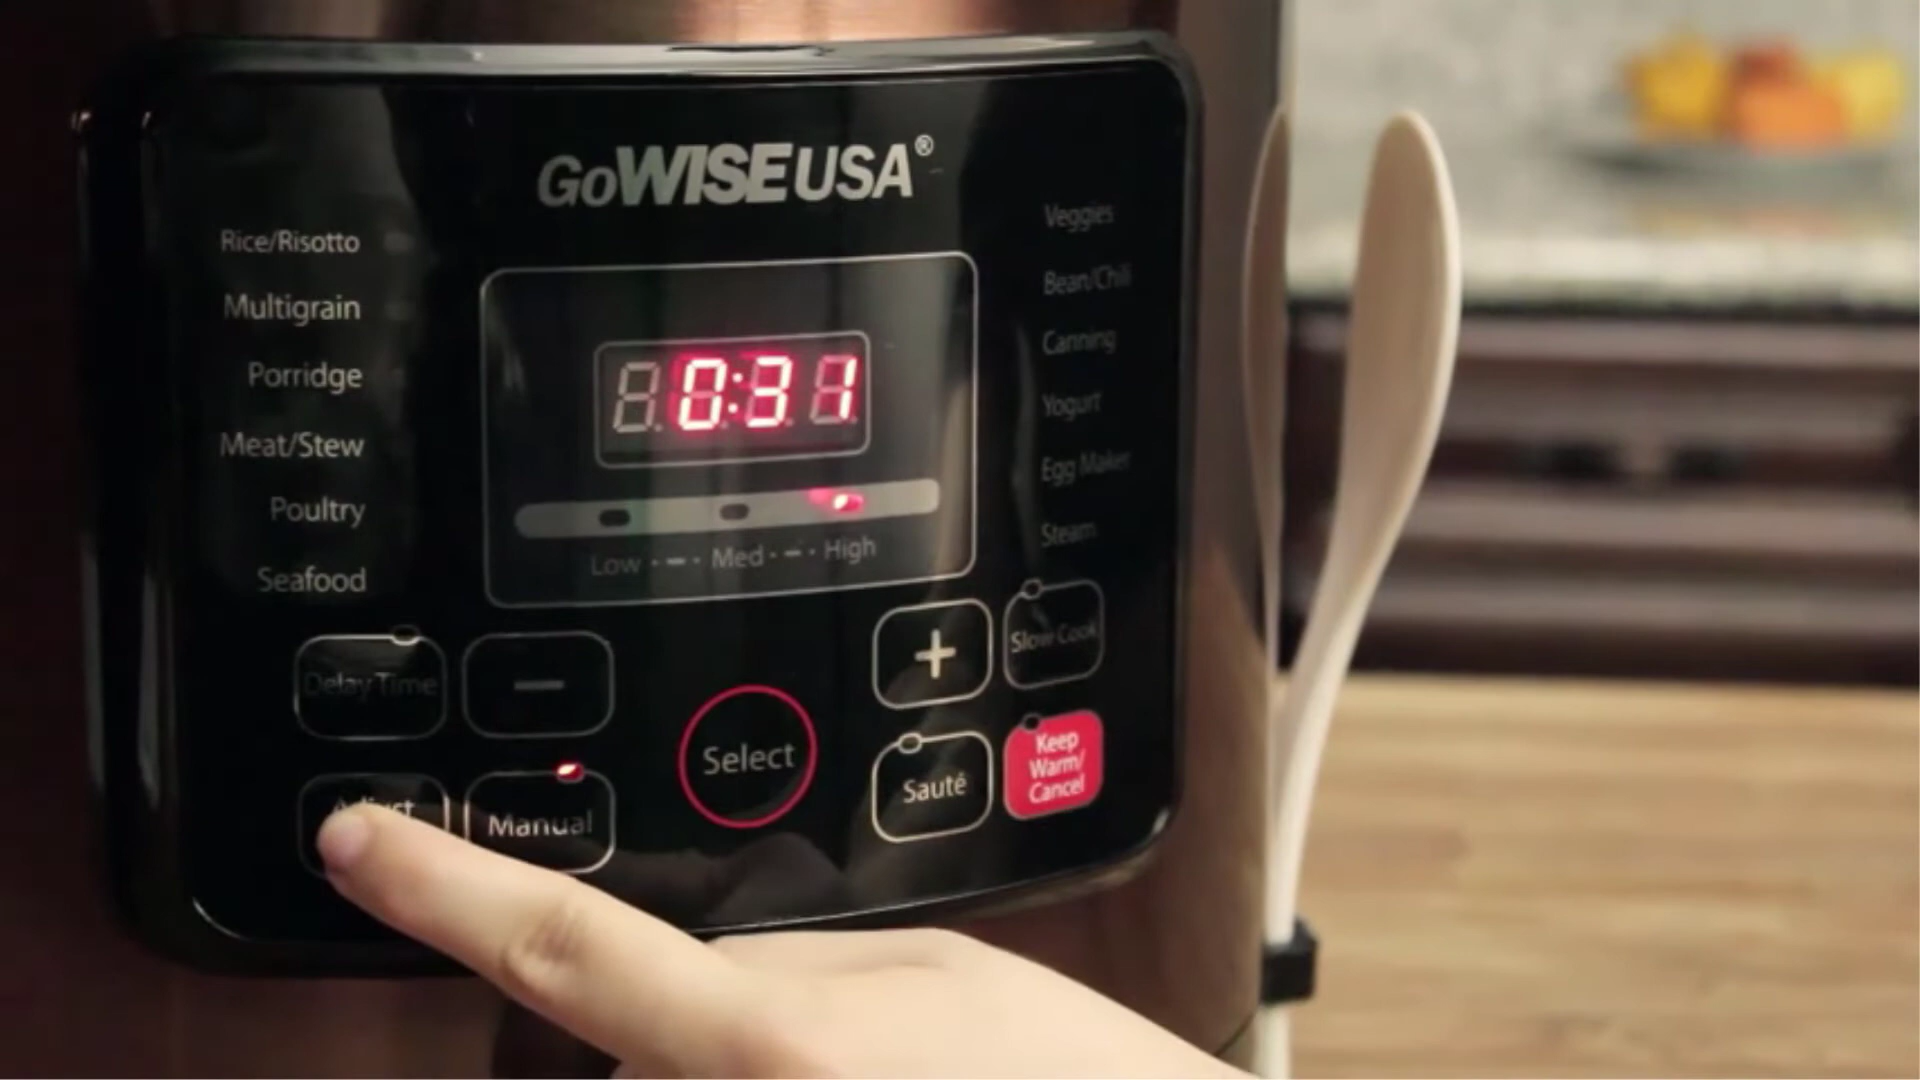 GoWISEUSA®
Rice/Risotto
Multigrain
Porridge
Meat/Stew
Poultry
Seafood
0:31
Low Med High
Veggies
Bean/Chili
Canning
Yogurt
Egg Maker
Steam
Delay Time
−
+
Slow Cook
Adjust
Manual
Select
Sauté
Keep
Warm/
Cancel